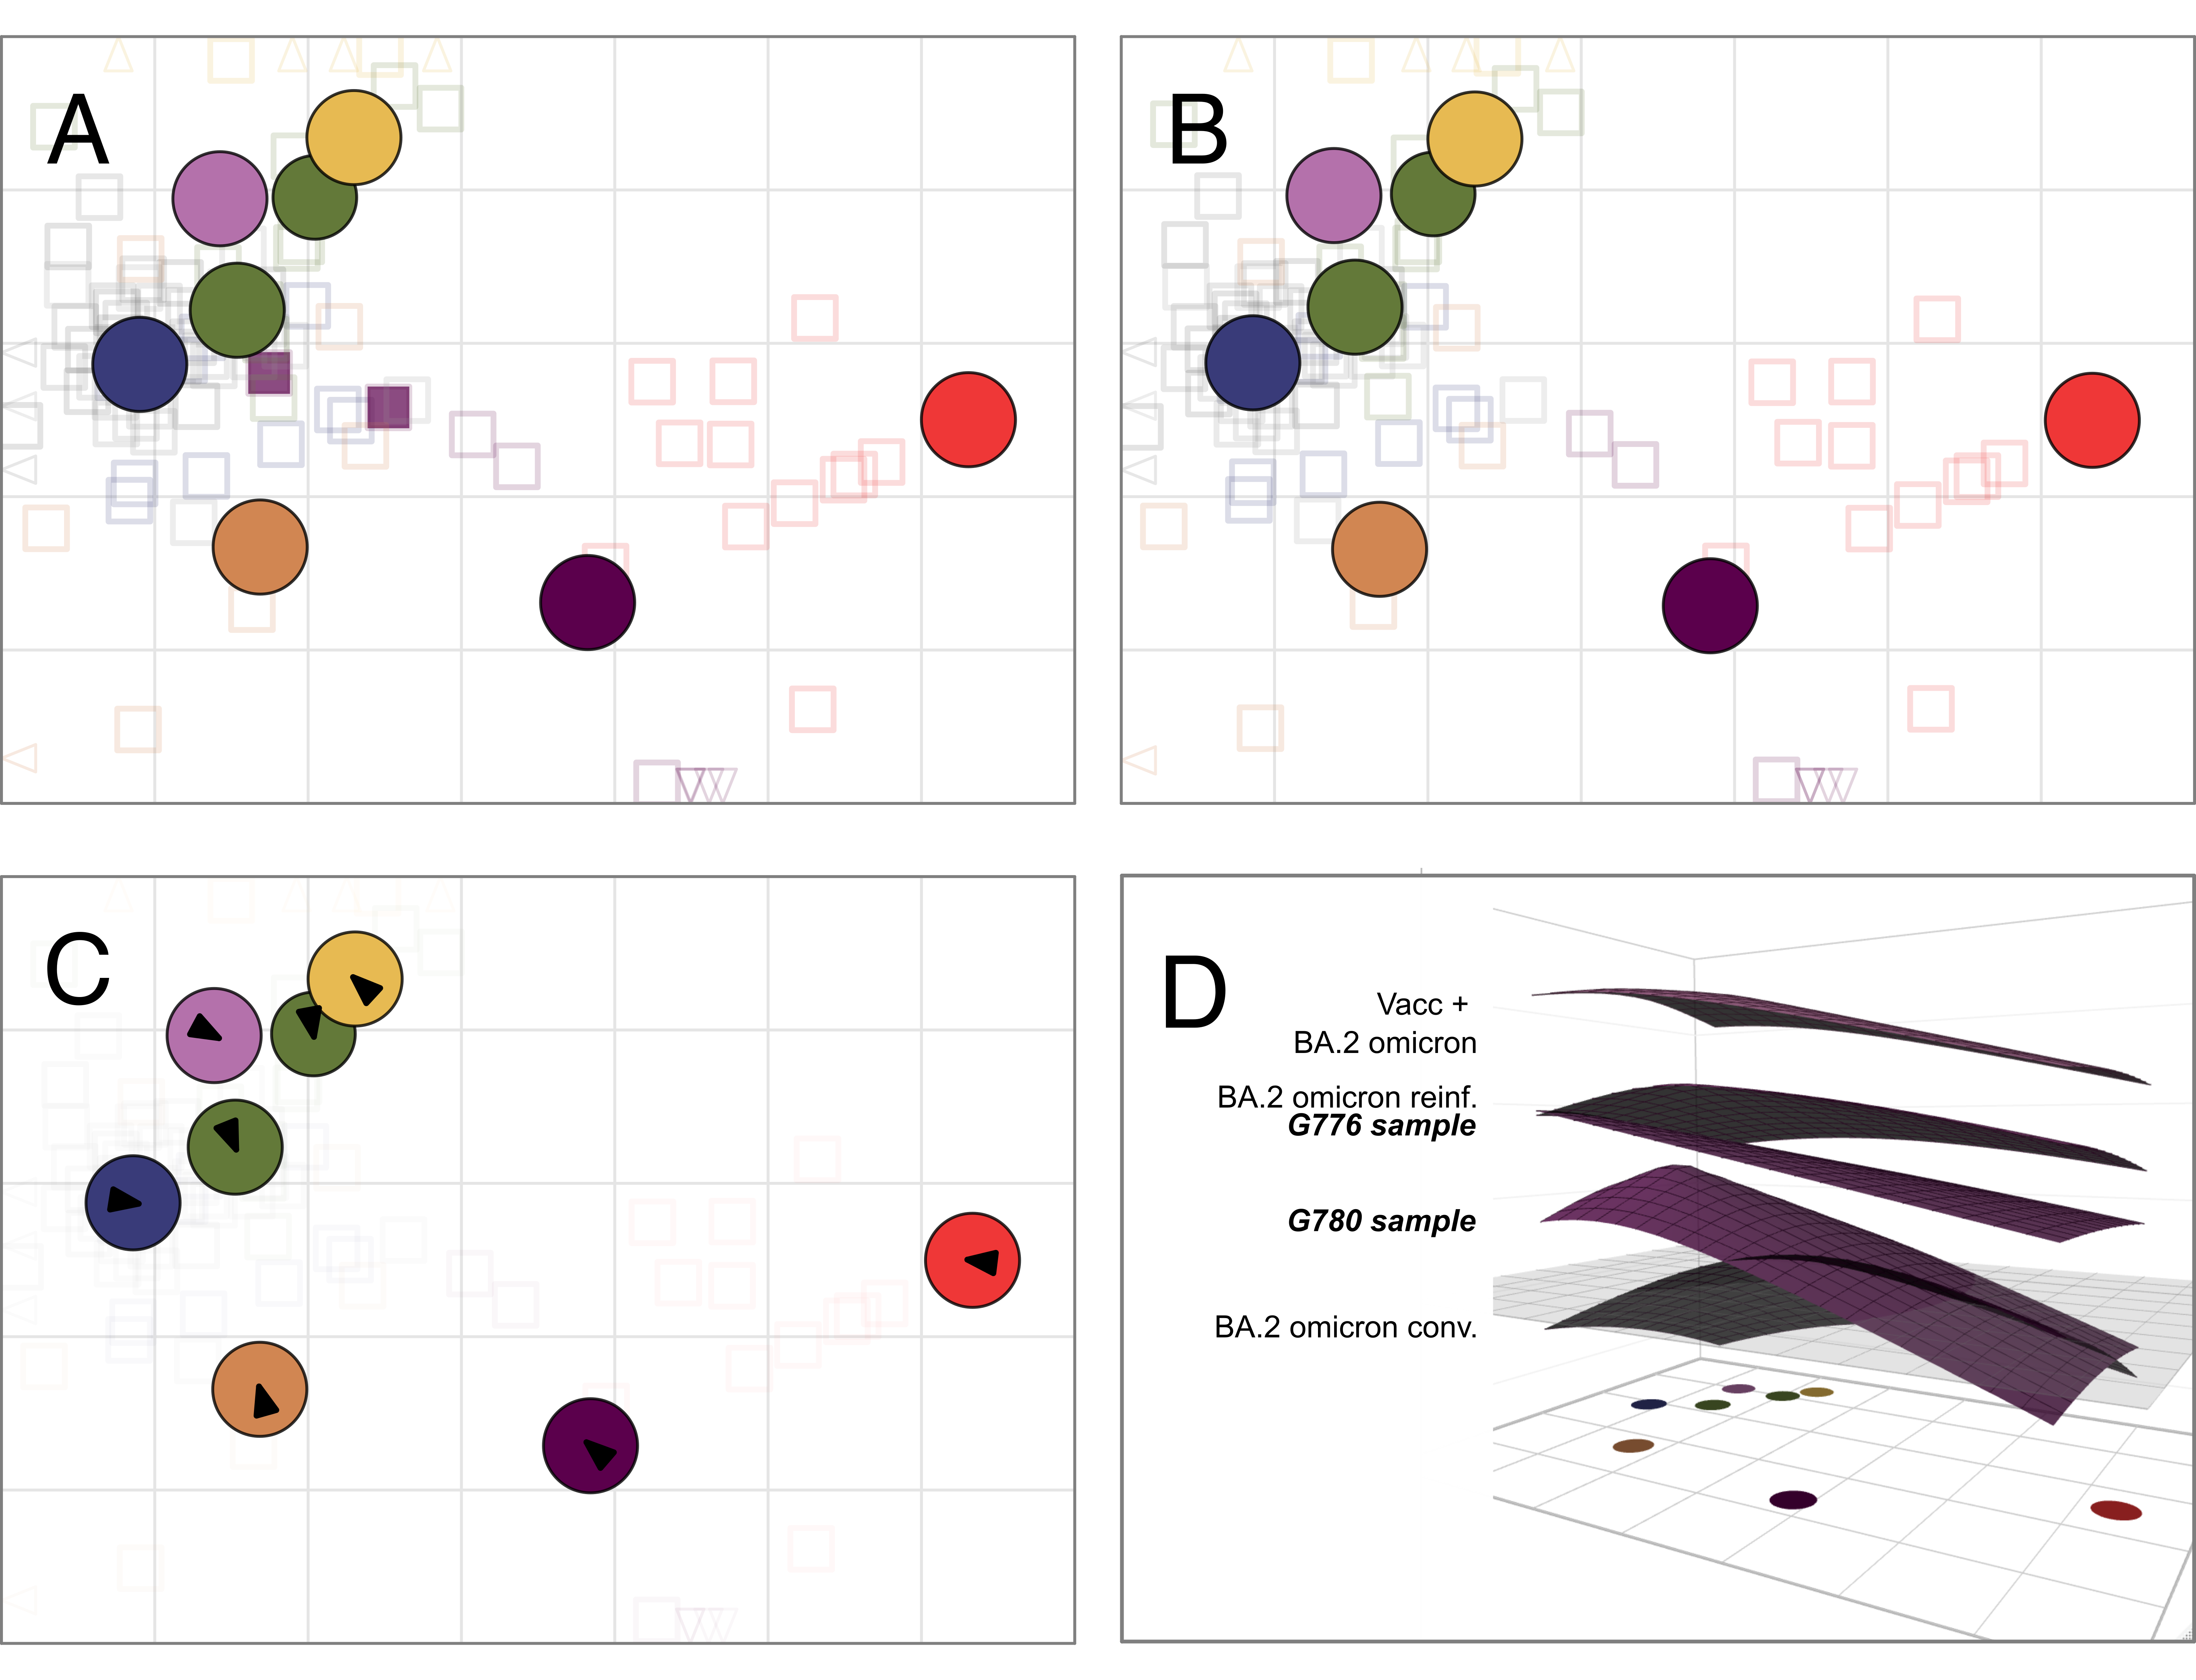 A
B
C
D
Vacc +
BA.2 omicron
BA.2 omicron reinf.
G776 sample
G780 sample
BA.2 omicron conv.